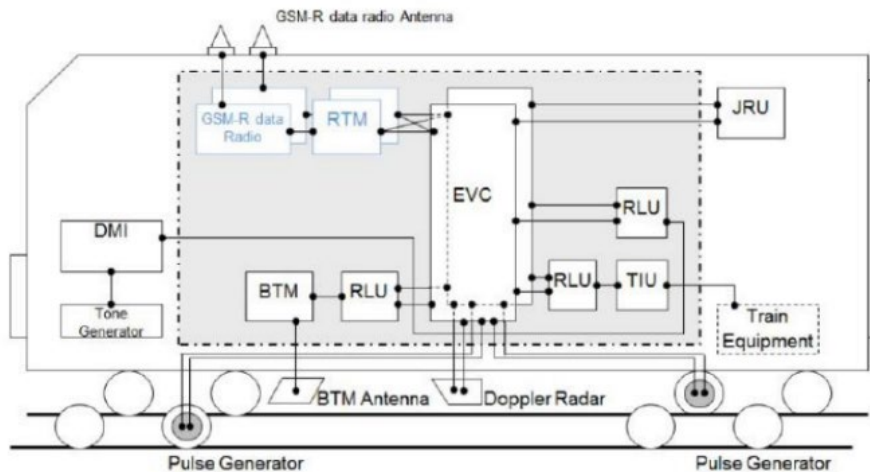 GSM-R data radio Antenna
GSM-R data
Radio
RTM
JRU
EVC
RLU
DMI
BTM
RLU
RLU
TIU
Tone
Generator
Train
Equipment
BTM Antenna
Doppler Radar
Pulse Generator
Pulse Generator